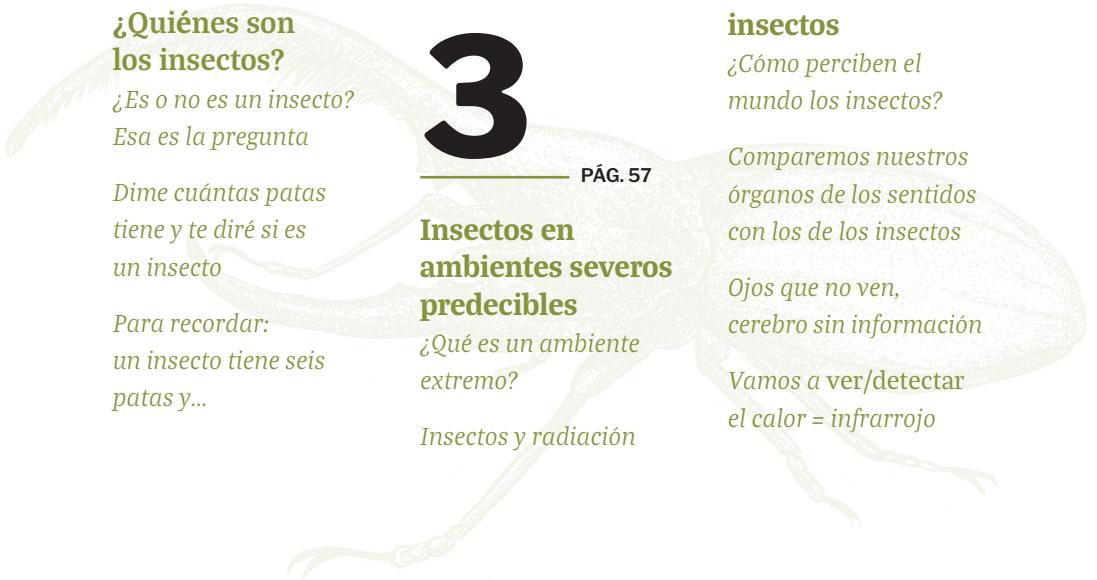 ¿Quiénes son
los insectos?
¿Es o no es un insecto?
Esa es la pregunta
Dime cuántas patas
tiene y te diré si es
un insecto
Para recordar:
un insecto tiene seis
patas y...
3
PÁG. 57
Insectos en
ambientes severos
predecibles
¿Qué es un ambiente
extremo?
Insectos y radiación
insectos
¿Cómo perciben el
mundo los insectos?
Comparemos nuestros
órganos de los sentidos
con los de los insectos
Ojos que no ven,
cerebro sin información
Vamos a ver/detectar
el calor = infrarrojo